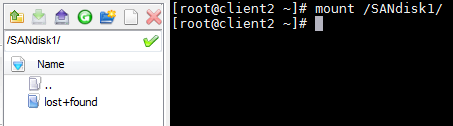 /SANdisk1/
Name
..
lost+found
[root@client2 ~]# mount /SANdisk1/
[root@client2 ~]#